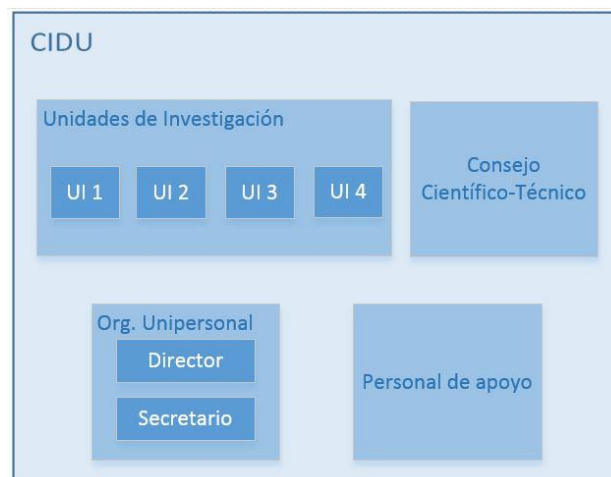 CIDU
Unidades de Investigación
UI 1
UI 2
UI 3
UI 4
Consejo
Científico-Técnico
Org. Unipersonal
Director
Secretario
Personal de apoyo